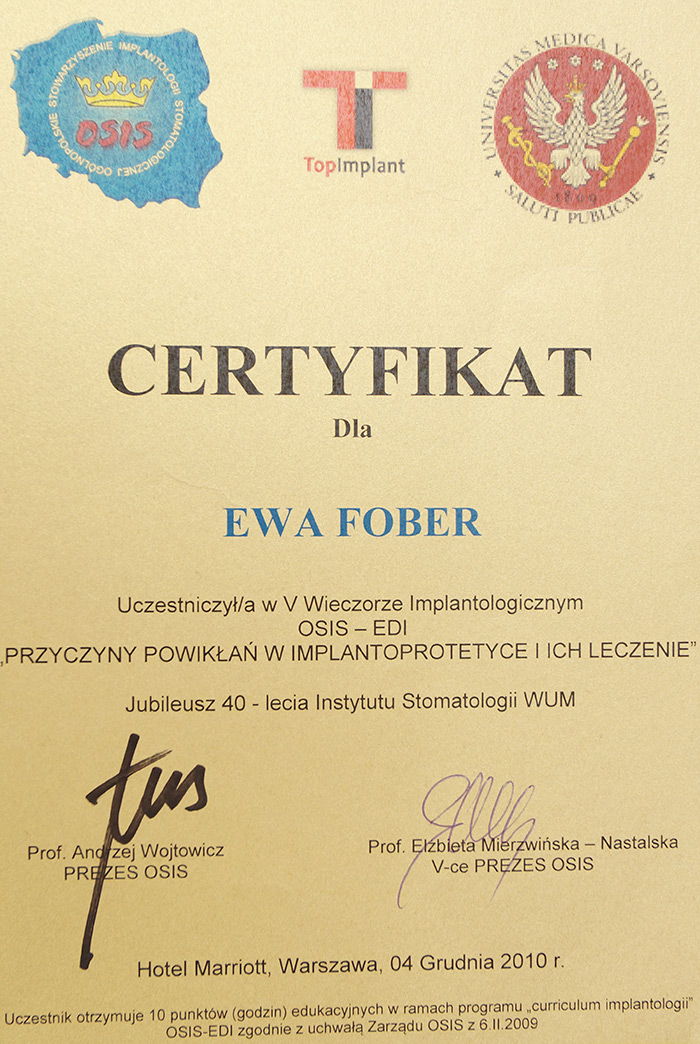 OGÓLNOPOLSKIE STOWARZYSZENIE IMPLANTOLOGII STOMATOLOGICZNEJ
OSIS
TopImplant
UNIVERSITAS MEDICA VARSOVIENSIS
1809
SALUTI PUBLICAE
CERTYFIKAT
Dla
EWA FOBER
Uczestniczył/a w V Wieczorze Implantologicznym
OSIS – EDI
„PRZYCZYNY POWIKŁAŃ W IMPLANTOPROTETYCE I ICH LECZENIE”
Jubileusz 40 - lecia Instytutu Stomatologii WUM
Prof. Andrzej Wojtowicz
PREZES OSIS
Prof. Elżbieta Mierzwińska – Nastalska
V-ce PREZES OSIS
Hotel Marriott, Warszawa, 04 Grudnia 2010 r.
Uczestnik otrzymuje 10 punktów (godzin) edukacyjnych w ramach programu „curriculum implantologii”
OSIS-EDI zgodnie z uchwałą Zarządu OSIS z 6.II.2009